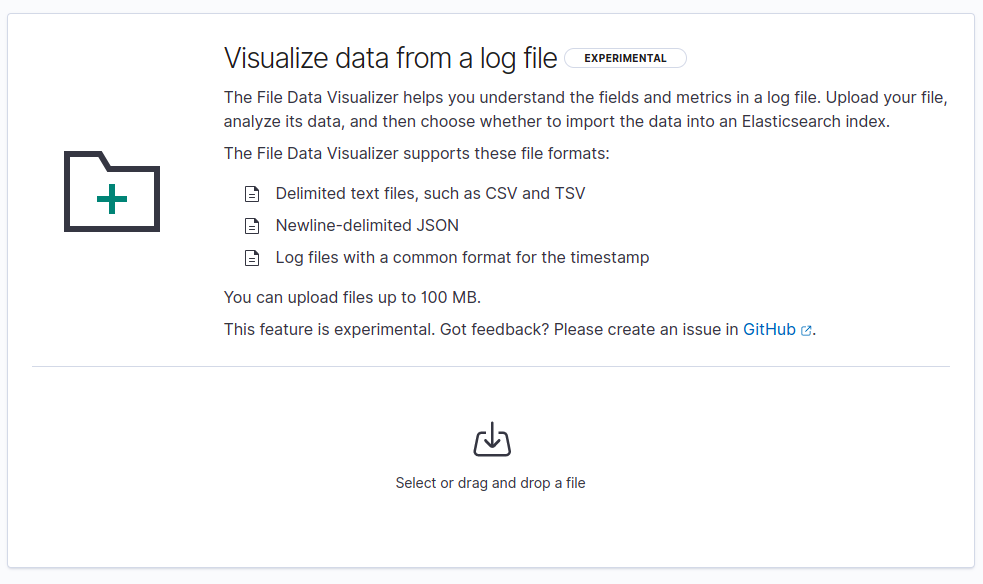 Visualize data from a log file EXPERIMENTAL
The File Data Visualizer helps you understand the fields and metrics in a log file. Upload your file,
analyze its data, and then choose whether to import the data into an Elasticsearch index.
The File Data Visualizer supports these file formats:
Delimited text files, such as CSV and TSV
Newline-delimited JSON
Log files with a common format for the timestamp
You can upload files up to 100 MB.
This feature is experimental. Got feedback? Please create an issue in GitHub.
Select or drag and drop a file